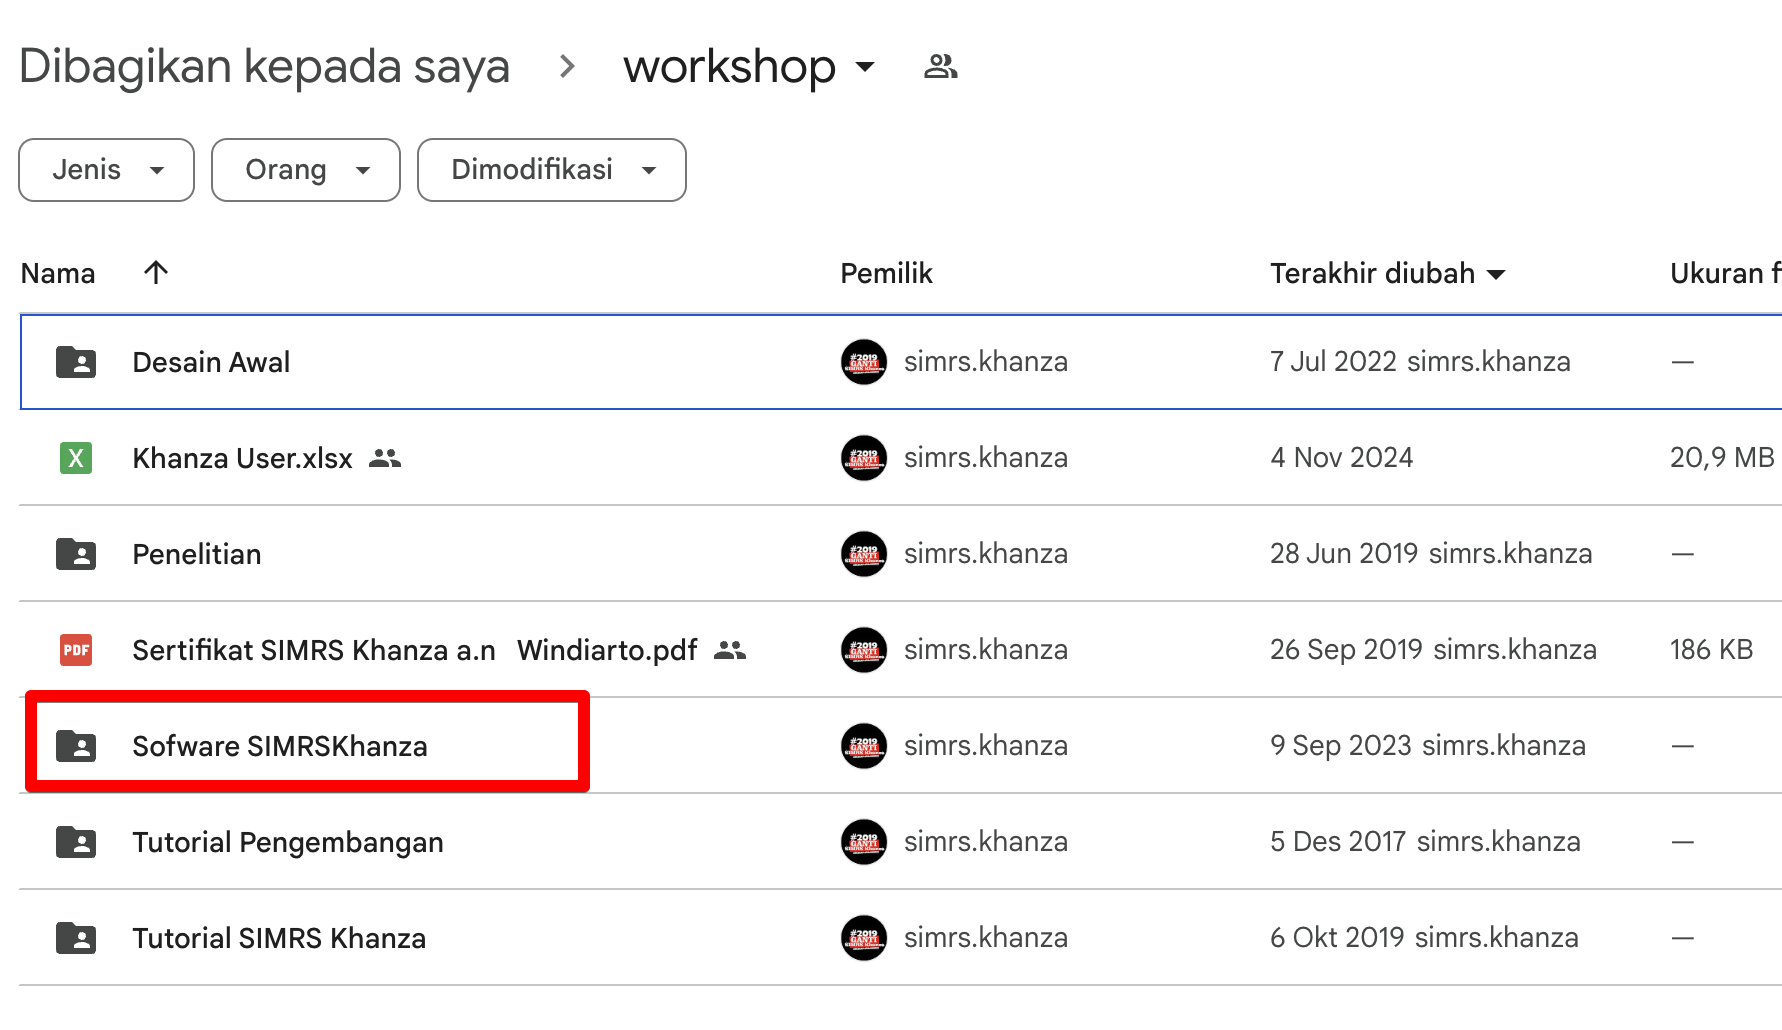 Dibagikan kepada saya > workshop
Jenis Orang Dimodifikasi
Nama Pemilik Terakhir diubah Ukuran f
Desain Awal simrs.khanza 7 Jul 2022 simrs.khanza —
X Khanza User.xlsx simrs.khanza 4 Nov 2024 20,9 MB
Penelitian simrs.khanza 28 Jun 2019 simrs.khanza —
PDF Sertifikat SIMRS Khanza a.n Windiarto.pdf simrs.khanza 26 Sep 2019 simrs.khanza 186 KB
Sofware SIMRSKhanza simrs.khanza 9 Sep 2023 simrs.khanza —
Tutorial Pengembangan simrs.khanza 5 Des 2017 simrs.khanza —
Tutorial SIMRS Khanza simrs.khanza 6 Okt 2019 simrs.khanza —